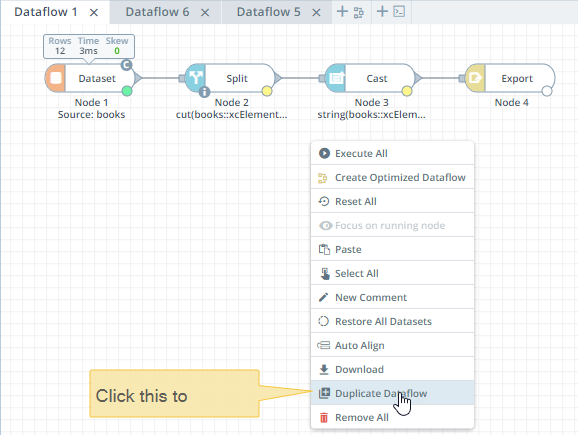 Dataflow 1 × Dataflow 6 × Dataflow 5 ×
Rows Time Skew
12 3ms 0
C
Dataset Split Cast Export
Node 1 Node 2 Node 3 Node 4
Source: books cut(books::xcElement... string(books::xcElem...
Execute All
Create Optimized Dataflow
Reset All
Focus on running node
Paste
Select All
New Comment
Restore All Datasets
Auto Align
Download
Duplicate Dataflow
Click this to
Remove All